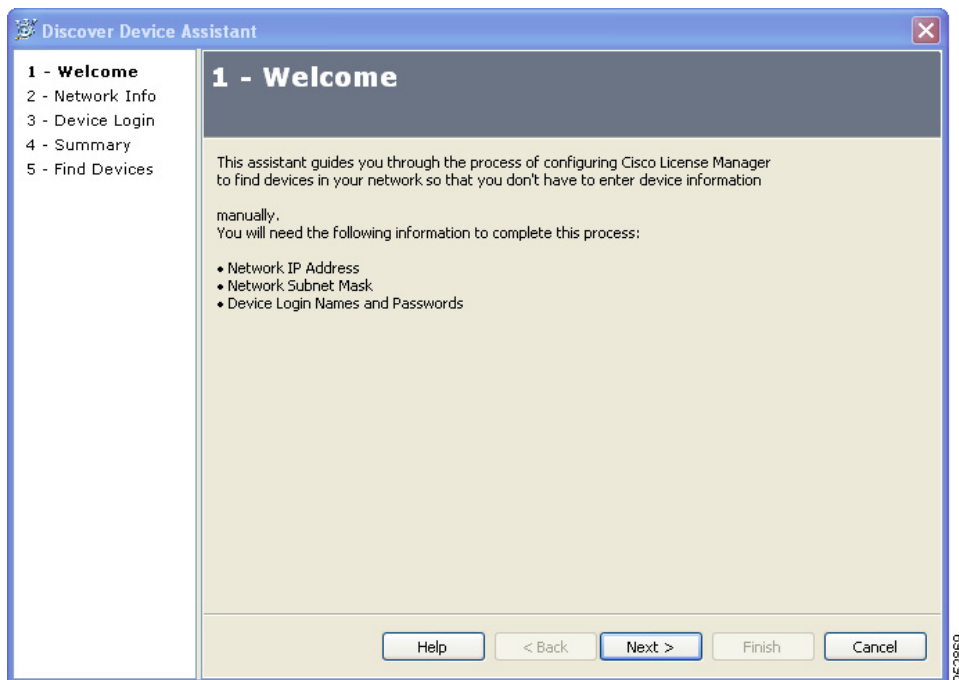 Discover Device Assistant
1 - Welcome
2 - Network Info
3 - Device Login
4 - Summary
5 - Find Devices
1 - Welcome
This assistant guides you through the process of configuring Cisco License Manager
to find devices in your network so that you don't have to enter device information
manually.
You will need the following information to complete this process:
• Network IP Address
• Network Subnet Mask
• Device Login Names and Passwords
Help
< Back
Next >
Finish
Cancel